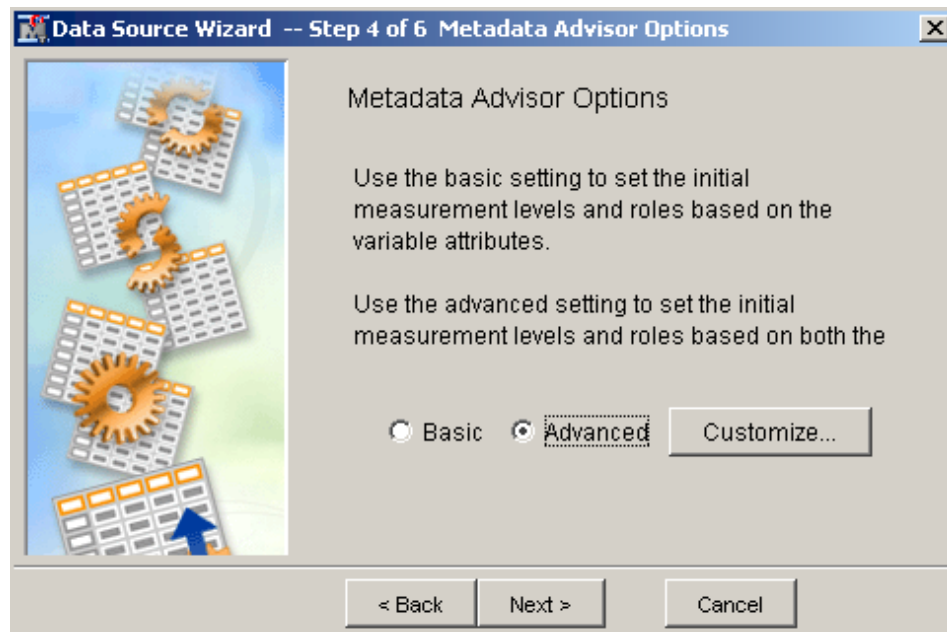 Data Source Wizard -- Step 4 of 6 Metadata Advisor Options
Metadata Advisor Options
Use the basic setting to set the initial
measurement levels and roles based on the
variable attributes.
Use the advanced setting to set the initial
measurement levels and roles based on both the
Basic Advanced Customize...
< Back Next > Cancel